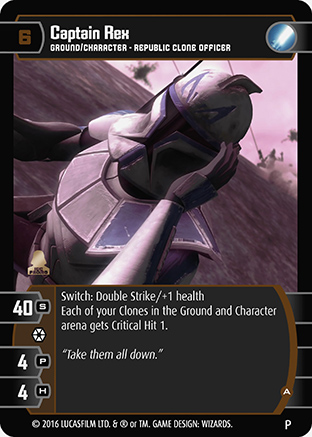 6
Captain Rex
GROUND/CHARACTER - REPUBLIC CLONE OFFICER
40 S
Switch: Double Strike/+1 health
Each of your Clones in the Ground and Character
arena gets Critical Hit 1.
4 P
"Take them all down."
4 H
A
© 2016 LUCASFILM LTD. & ® or TM. GAME DESIGN: WIZARDS.
P